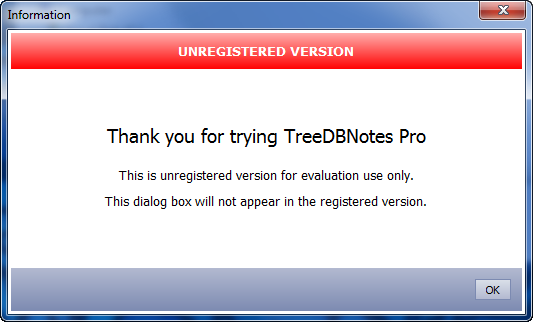 Information
UNREGISTERED VERSION
Thank you for trying TreeDBNotes Pro
This is unregistered version for evaluation use only.
This dialog box will not appear in the registered version.
OK